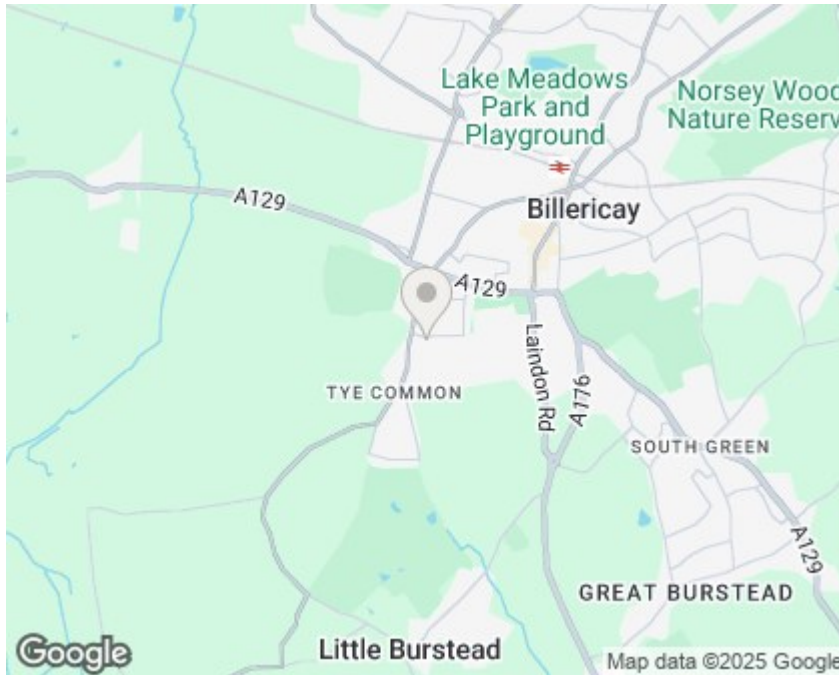 Lake Meadows
Park and
Playground
Norsey Wood
Nature Reserv
A129
Billericay
A129
Laindon Rd
A176
TYE COMMON
SOUTH GREEN
A129
GREAT BURSTEAD
Little Burstead
Google
Map data ©2025 Google